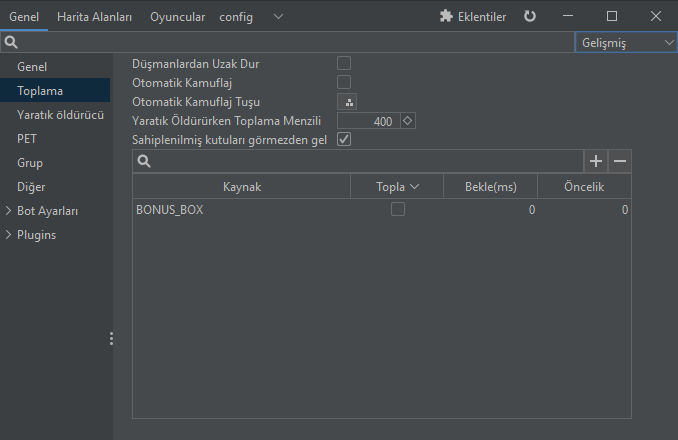 Genel Harita Alanları Oyuncular config Eklentiler
Gelişmiş
Genel
Toplama
Yaratık öldürücü
PET
Grup
Diğer
Bot Ayarları
Plugins
Düşmanlardan Uzak Dur
Otomatik Kamuflaj
Otomatik Kamuflaj Tuşu
Yaratık Öldürürken Toplama Menzili 400
Sahiplenilmiş kutuları görmezden gel
Kaynak Topla Bekle(ms) Öncelik
BONUS_BOX 0 0